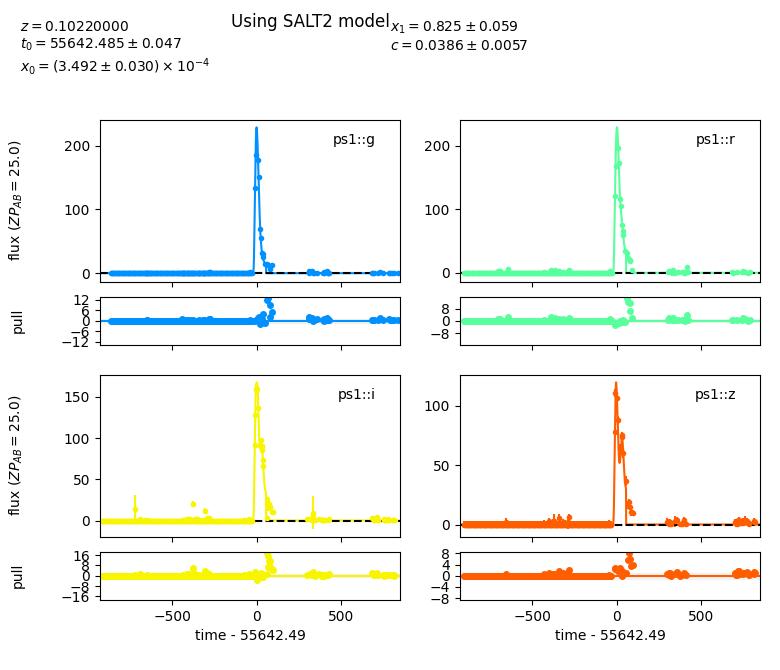 Using SALT2 model
z = 0.10220000
t₀ = 55642.485 ± 0.047
x₀ = (3.492 ± 0.030) × 10⁻⁴
x₁ = 0.825 ± 0.059
c = 0.0386 ± 0.0057
flux (ZP_AB = 25.0)
200
100
0
ps1::g
200
100
0
ps1::r
pull
12
6
0
−6
−12
8
0
−8
flux (ZP_AB = 25.0)
150
100
50
0
ps1::i
100
50
0
ps1::z
pull
16
8
0
−8
−16
−500
0
500
time - 55642.49
8
4
0
−4
−8
−500
0
500
time - 55642.49